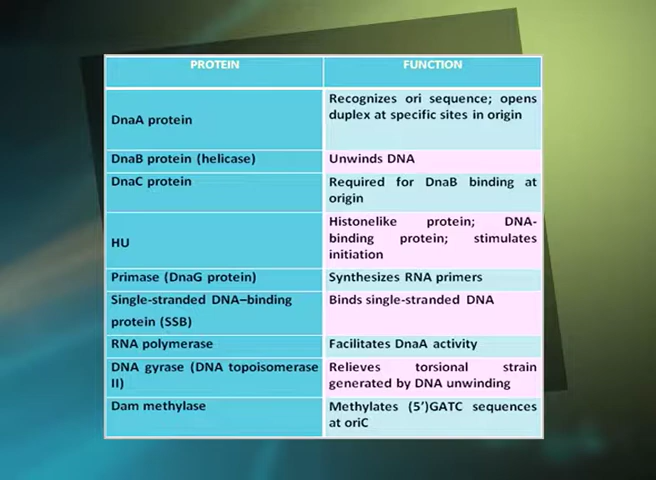 PROTEIN FUNCTION
DnaA protein
Recognizes ori sequence; opens
duplex at specific sites in origin
DnaB protein (helicase)
Unwinds DNA
DnaC protein
Required for DnaB binding at
origin
HU
Histonelike protein; DNA-
binding protein; stimulates
initiation
Primase (DnaG protein)
Synthesizes RNA primers
Single-stranded DNA–binding
protein (SSB)
Binds single-stranded DNA
RNA polymerase
Facilitates DnaA activity
DNA gyrase (DNA topoisomerase
II)
Relieves torsional strain
generated by DNA unwinding
Dam methylase
Methylates (5')GATC sequences
at oriC